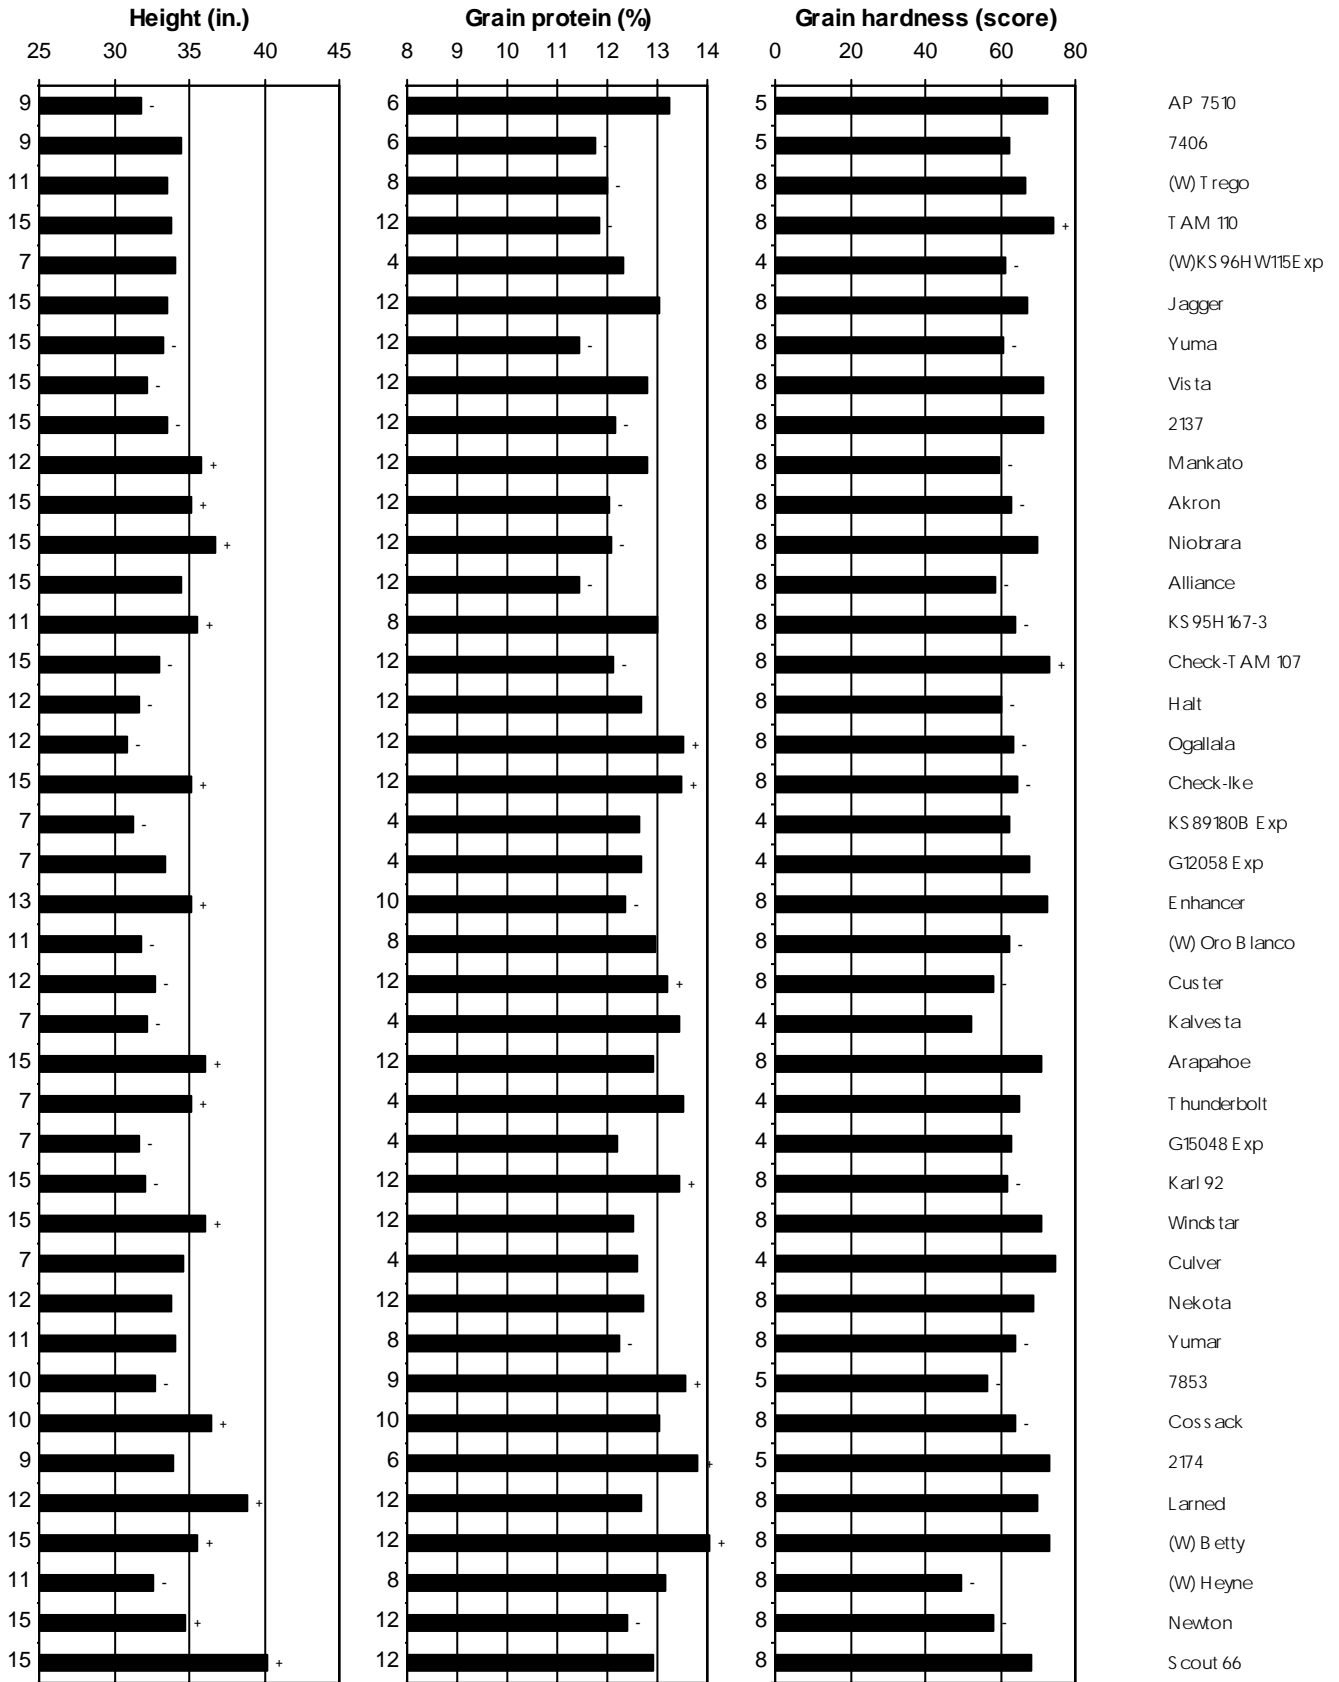 Height (in.) Grain protein (%) Grain hardness (score)
25 30 35 40 45 8 9 10 11 12 13 14 0 20 40 60 80
9 - 6 5 AP 7510
9 6 - 5 7406
11 8 - 8 (W) Trego
15 12 - 8 + TAM 110
7 4 4 - (W)KS96HW115Exp
15 12 8 Jagger
15 - 12 - 8 - Yuma
15 - 12 8 Vista
15 - 12 - 8 2137
12 + 12 8 - Mankato
15 + 12 - 8 - Akron
15 + 12 - 8 Niobrara
15 12 - 8 - Alliance
11 + 8 8 - KS95H167-3
15 - 12 - 8 + Check-TAM 107
12 - 12 8 - Halt
12 - 12 + 8 - Ogallala
15 + 12 + 8 - Check-Ike
7 - 4 4 KS89180B Exp
7 4 4 G12058 Exp
13 + 10 - 8 Enhancer
11 - 8 8 - (W) Oro Blanco
12 - 12 + 8 - Custer
7 - 4 4 Kalvesta
15 + 12 8 Arapahoe
7 + 4 4 Thunderbolt
7 - 4 4 G15048 Exp
15 - 12 + 8 - Karl 92
15 + 12 8 Windstar
7 4 4 Culver
12 12 8 Nekota
11 8 - 8 - Yumar
10 - 9 + 5 - 7853
10 + 10 8 - Cossack
9 6 + 5 2174
12 + 12 8 Larned
15 + 12 + 8 (W) Betty
11 - 8 8 - (W) Heyne
15 + 12 - 8 - Newton
15 + 12 8 Scout 66